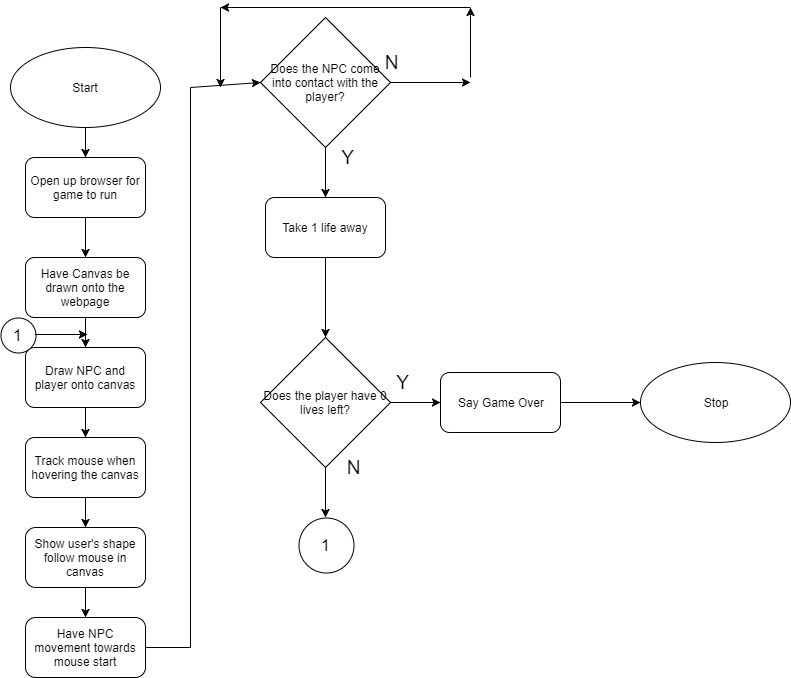 Start
Open up browser for
game to run
Have Canvas be
drawn onto the
webpage
1
Draw NPC and
player onto canvas
Track mouse when
hovering the canvas
Show user's shape
follow mouse in
canvas
Have NPC
movement towards
mouse start
Does the NPC come
into contact with the
player?
N
Y
Take 1 life away
Does the player have 0
lives left?
Y
N
1
Say Game Over
Stop